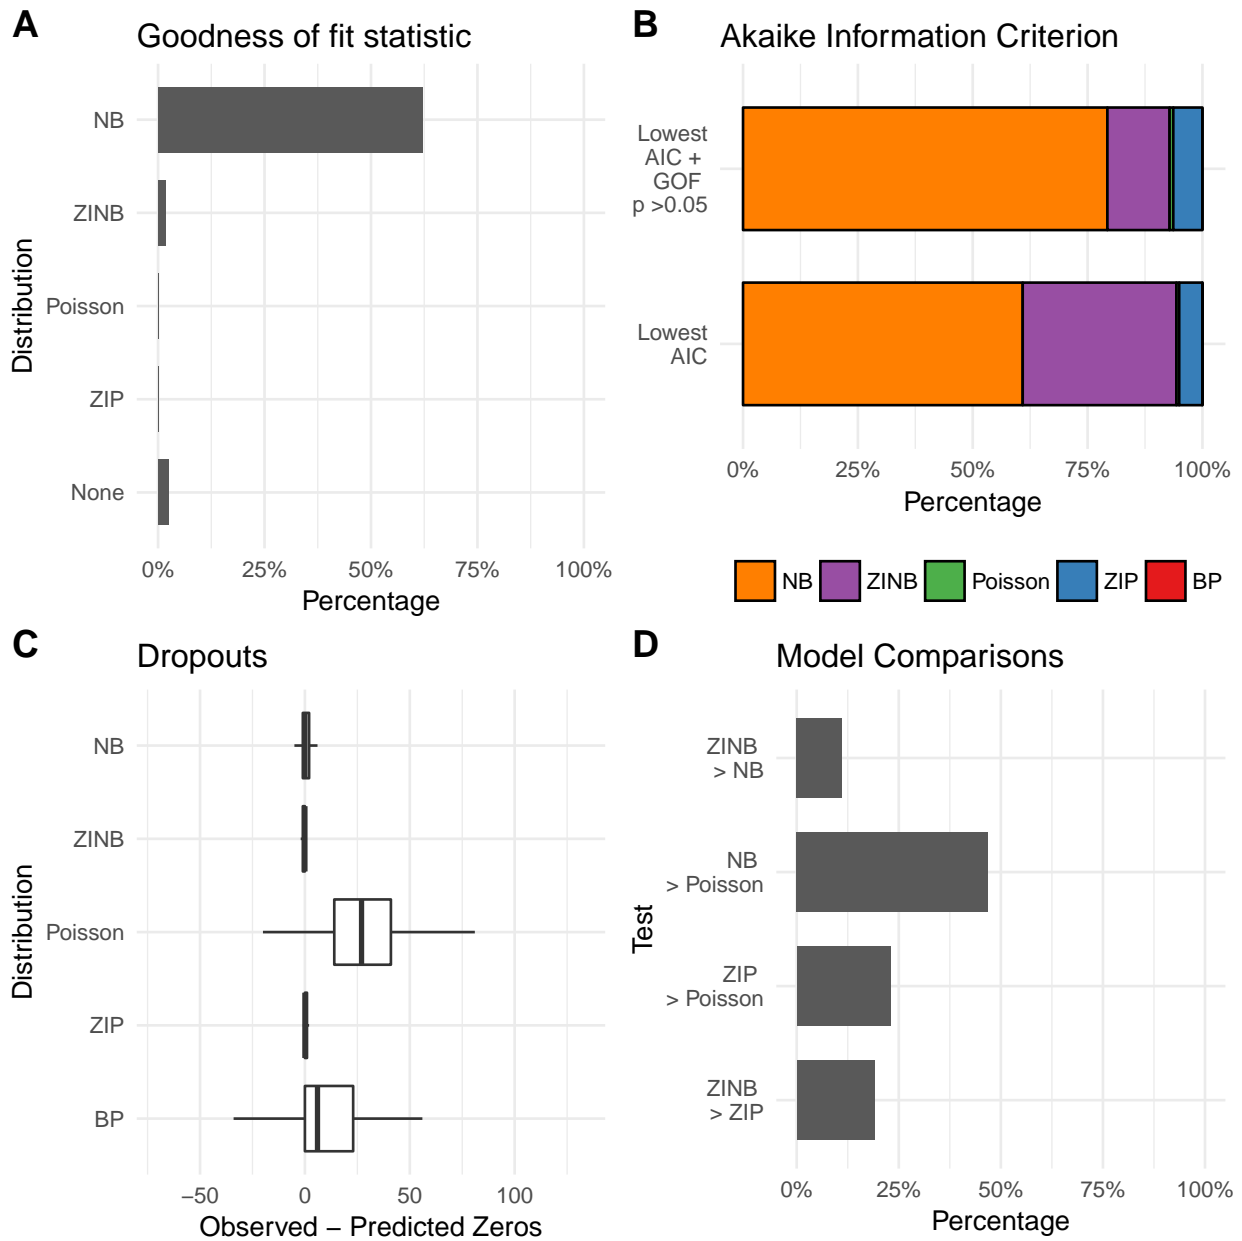 A
Goodness of fit statistic
Distribution
NB
ZINB
Poisson
ZIP
None
0%
25%
50%
75%
100%
Percentage
B
Akaike Information Criterion
Lowest
AIC +
GOF
p >0.05
Lowest
AIC
0%
25%
50%
75%
100%
Percentage
NB
ZINB
Poisson
ZIP
BP
C
Dropouts
Distribution
NB
ZINB
Poisson
ZIP
BP
−50
0
50
100
Observed − Predicted Zeros
D
Model Comparisons
Test
ZINB
> NB
NB
> Poisson
ZIP
> Poisson
ZINB
> ZIP
0%
25%
50%
75%
100%
Percentage